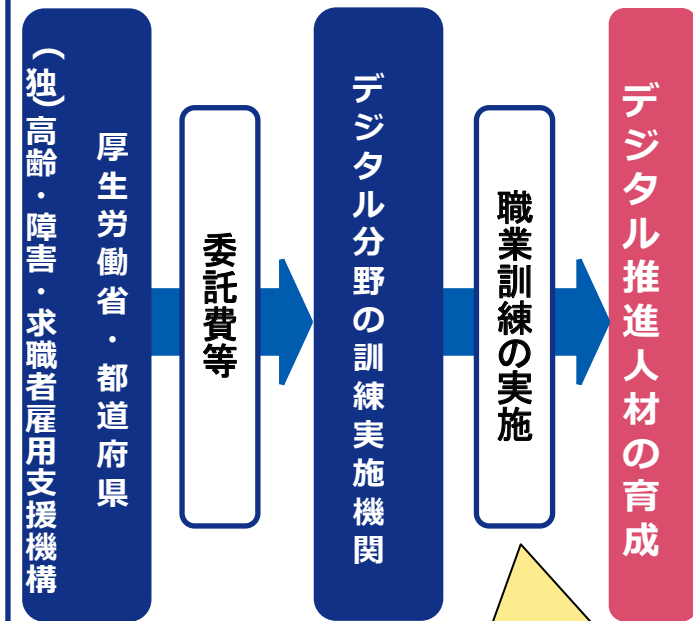 厚生労働省・都道府県
（独）高齢・障害・求職者雇用支援機構
委託費等
デジタル分野の訓練実施機関
職業訓練の実施
デジタル推進人材の育成